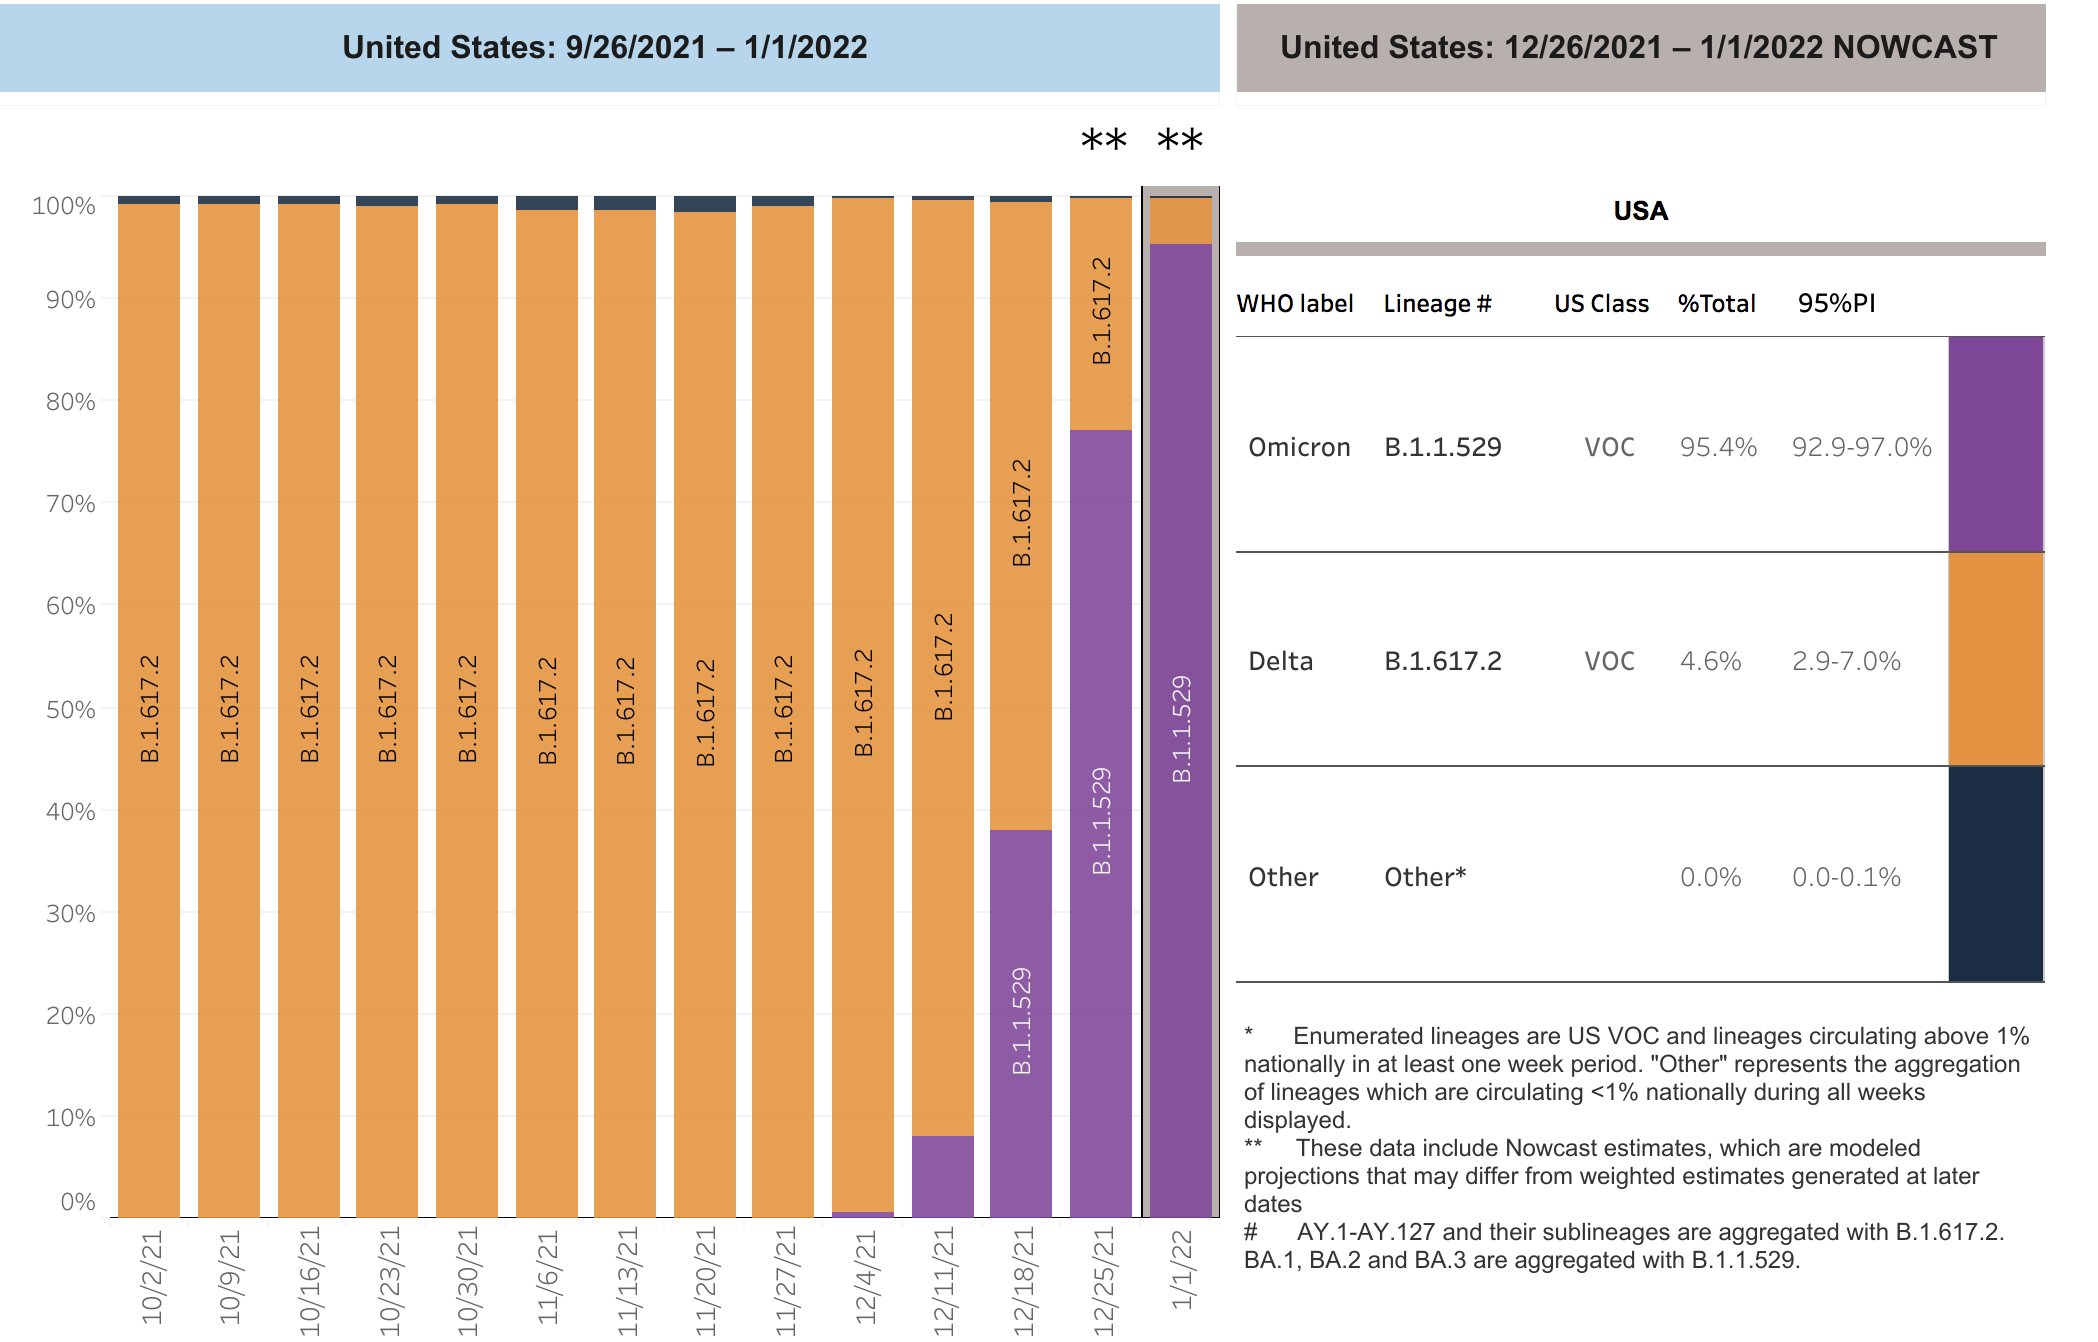 United States: 9/26/2021 – 1/1/2022
United States: 12/26/2021 – 1/1/2022 NOWCAST
** **
100%
90%
80%
70%
60%
50%
40%
30%
20%
10%
0%
B.1.617.2
B.1.617.2
B.1.617.2
B.1.617.2
B.1.617.2
B.1.617.2
B.1.617.2
B.1.617.2
B.1.617.2
B.1.617.2
B.1.617.2
B.1.617.2
B.1.1.529
B.1.617.2
B.1.1.529
B.1.1.529
10/2/21
10/9/21
10/16/21
10/23/21
10/30/21
11/6/21
11/13/21
11/20/21
11/27/21
12/4/21
12/11/21
12/18/21
12/25/21
1/1/22
USA
WHO label Lineage # US Class %Total 95%PI
Omicron B.1.1.529 VOC 95.4% 92.9-97.0%
Delta B.1.617.2 VOC 4.6% 2.9-7.0%
Other Other* 0.0% 0.0-0.1%
* Enumerated lineages are US VOC and lineages circulating above 1%
nationally in at least one week period. "Other" represents the aggregation
of lineages which are circulating <1% nationally during all weeks
displayed.
** These data include Nowcast estimates, which are modeled
projections that may differ from weighted estimates generated at later
dates
# AY.1-AY.127 and their sublineages are aggregated with B.1.617.2.
BA.1, BA.2 and BA.3 are aggregated with B.1.1.529.